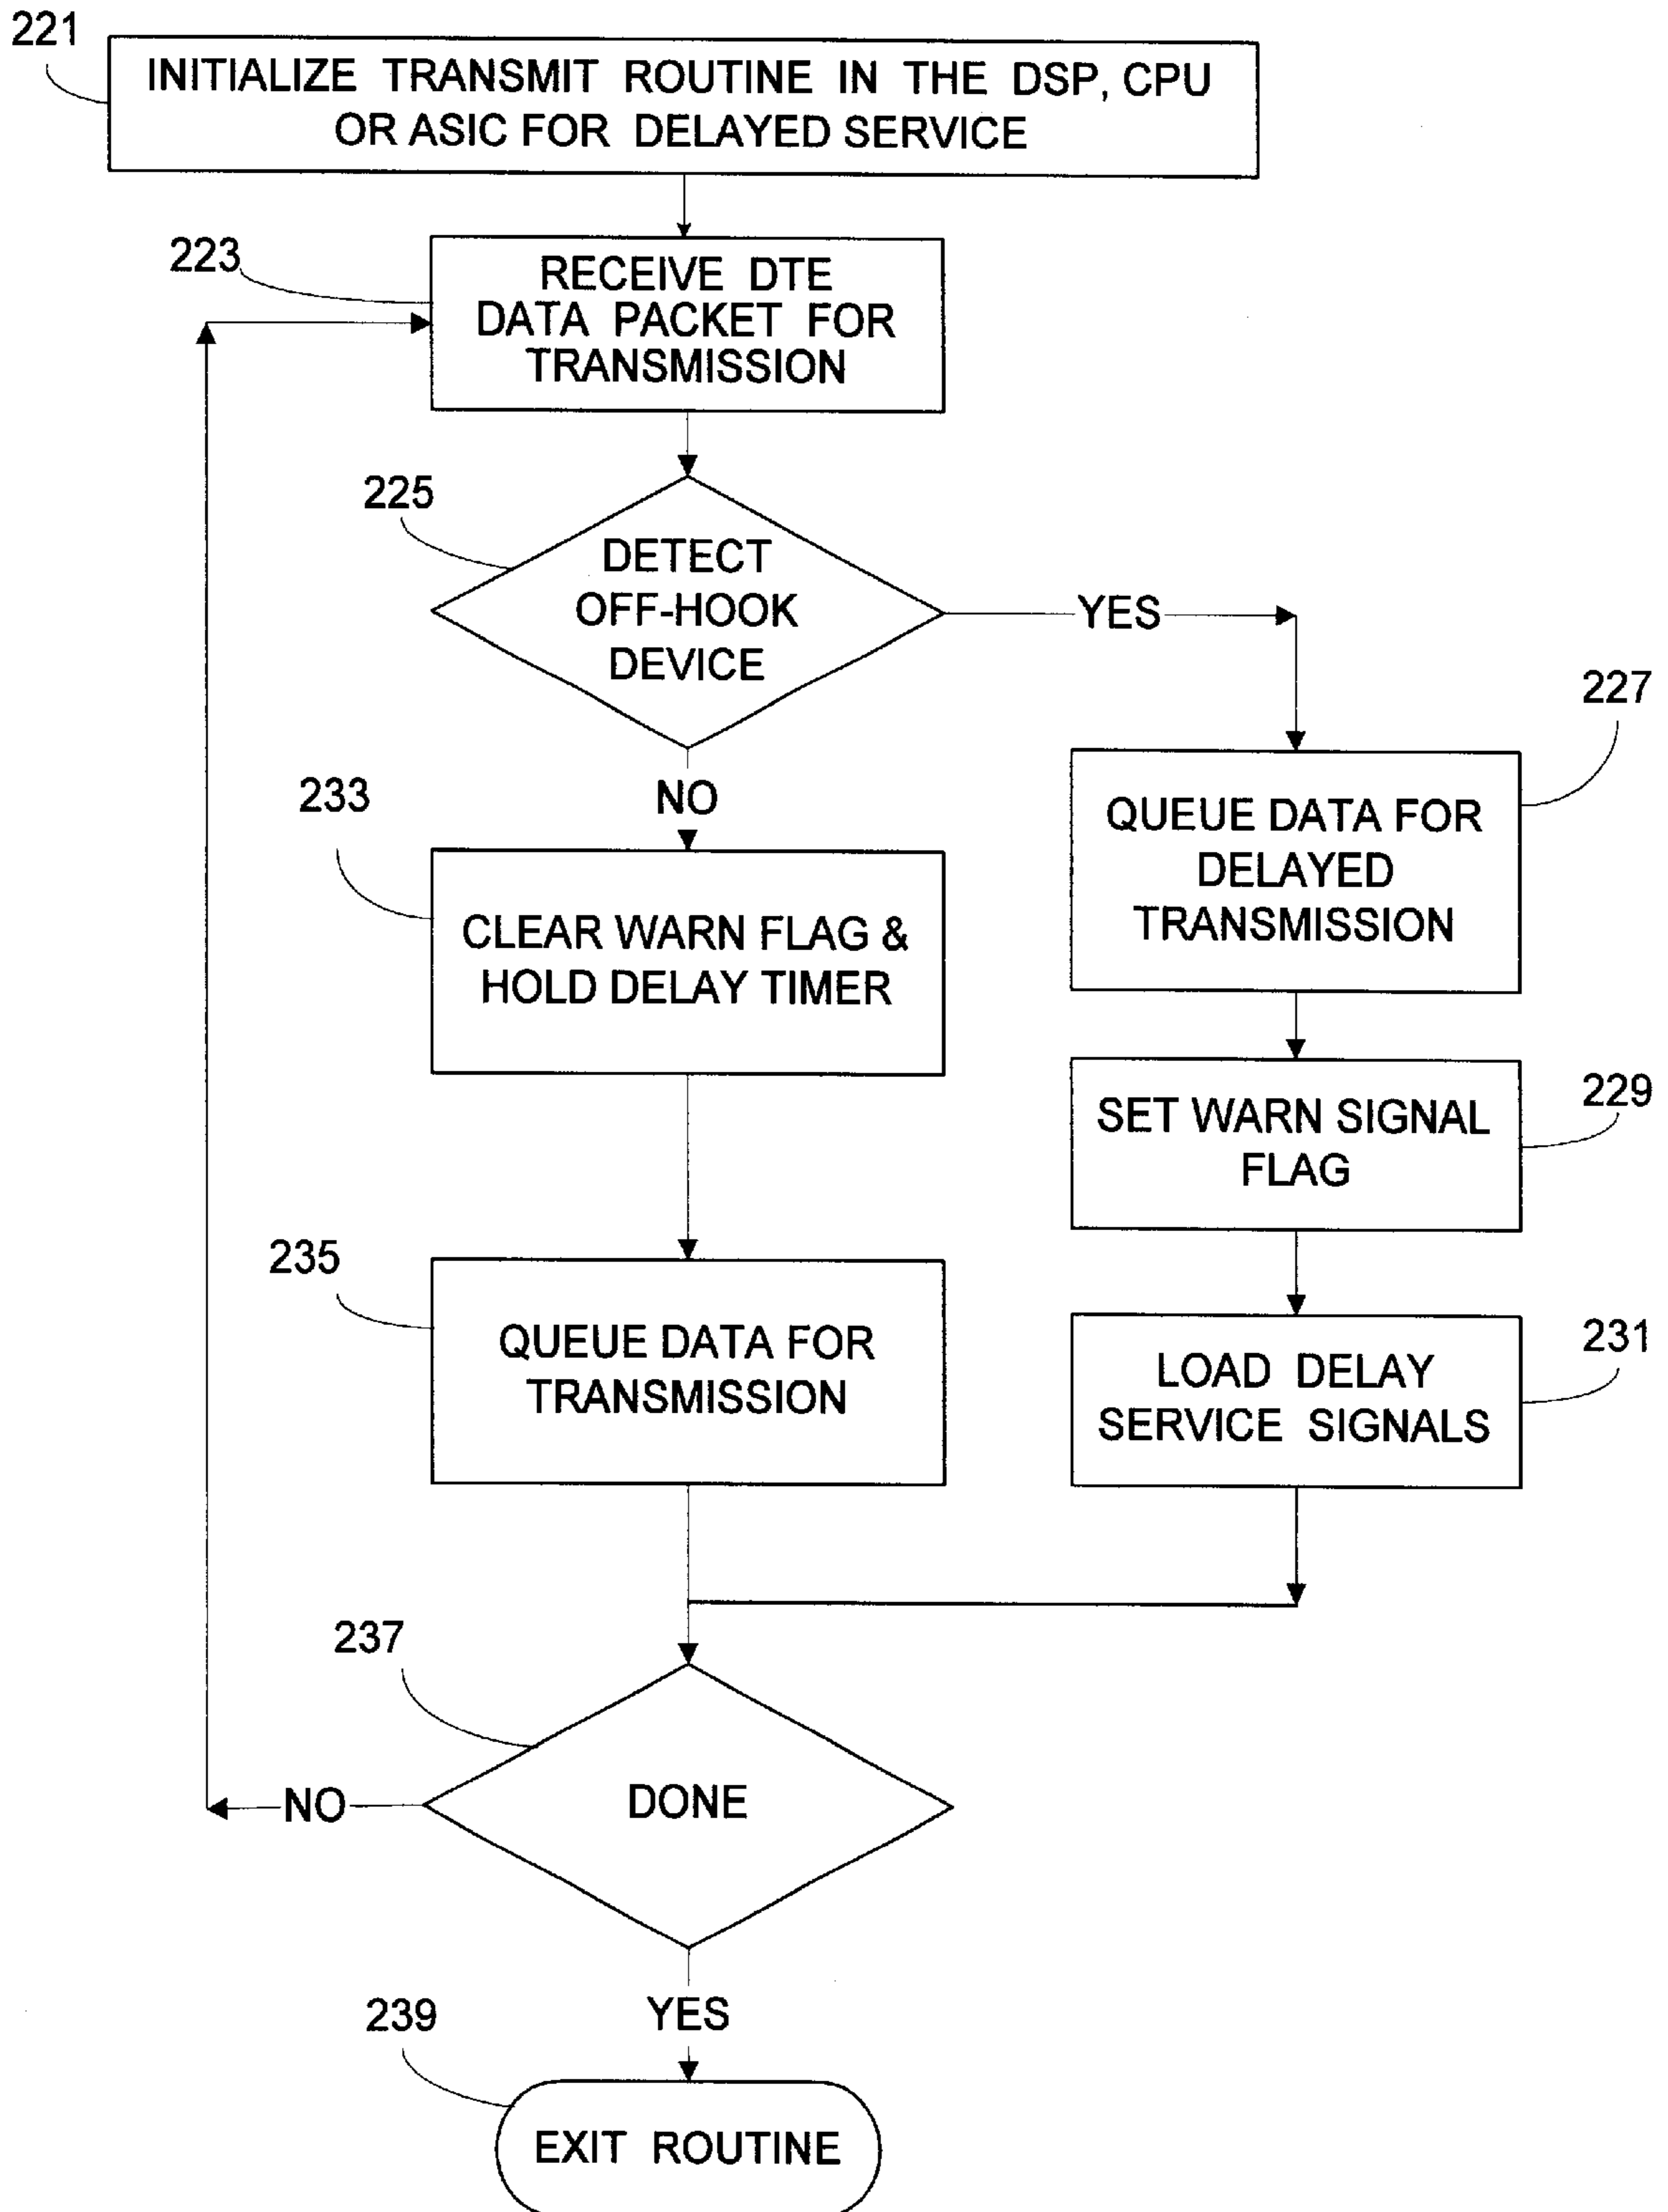 221
INITIALIZE TRANSMIT ROUTINE IN THE DSP, CPU
OR ASIC FOR DELAYED SERVICE
223
RECEIVE DTE
DATA PACKET FOR
TRANSMISSION
225
DETECT
OFF-HOOK
DEVICE
YES
227
QUEUE DATA FOR
DELAYED
TRANSMISSION
NO
233
CLEAR WARN FLAG &
HOLD DELAY TIMER
229
SET WARN SIGNAL
FLAG
235
QUEUE DATA FOR
TRANSMISSION
231
LOAD DELAY
SERVICE SIGNALS
237
DONE
NO
YES
239
EXIT ROUTINE